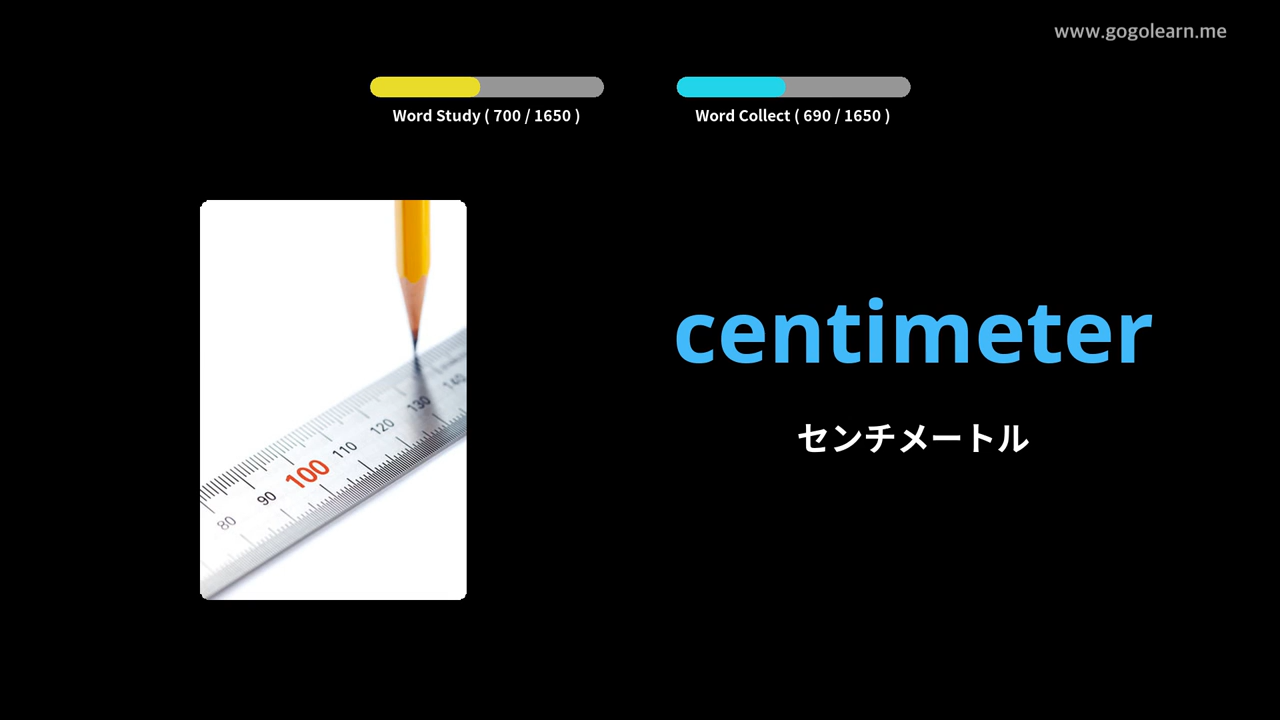 www.gogolearn.me
Word Study ( 700 / 1650 )
Word Collect ( 690 / 1650 )
centimeter
センチメートル
80
90
100
110
120
130
140